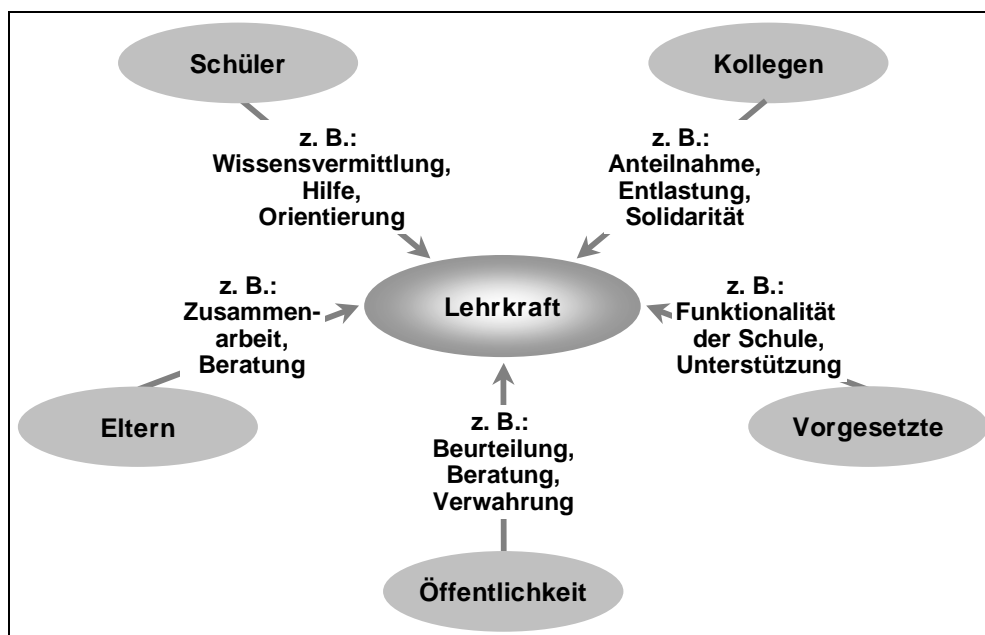 Schüler
Kollegen
z. B.:
Wissensvermittlung,
Hilfe,
Orientierung
z. B.:
Anteilnahme,
Entlastung,
Solidarität
Lehrkraft
z. B.:
Zusammen-
arbeit,
Beratung
z. B.:
Funktionalität
der Schule,
Unterstützung
Eltern
z. B.:
Beurteilung,
Beratung,
Verwahrung
Vorgesetzte
Öffentlichkeit